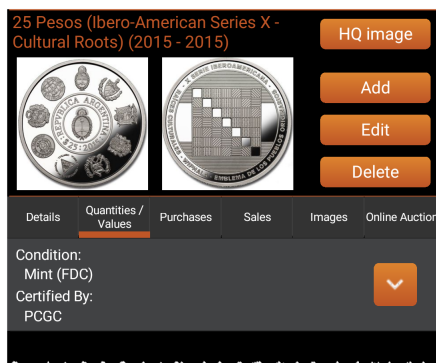 25 Pesos (Ibero-American Series X -
Cultural Roots) (2015 - 2015)
HQ image
Add
Edit
Delete
REPUBLICA ARGENTINA
$25·2015
X SERIE IBEROAMERICANA
EMBLEMA DE LOS PUEBLOS
Details
Quantities /
Values
Purchases
Sales
Images
Online Auction
Condition:
Mint (FDC)
Certified By:
PCGC